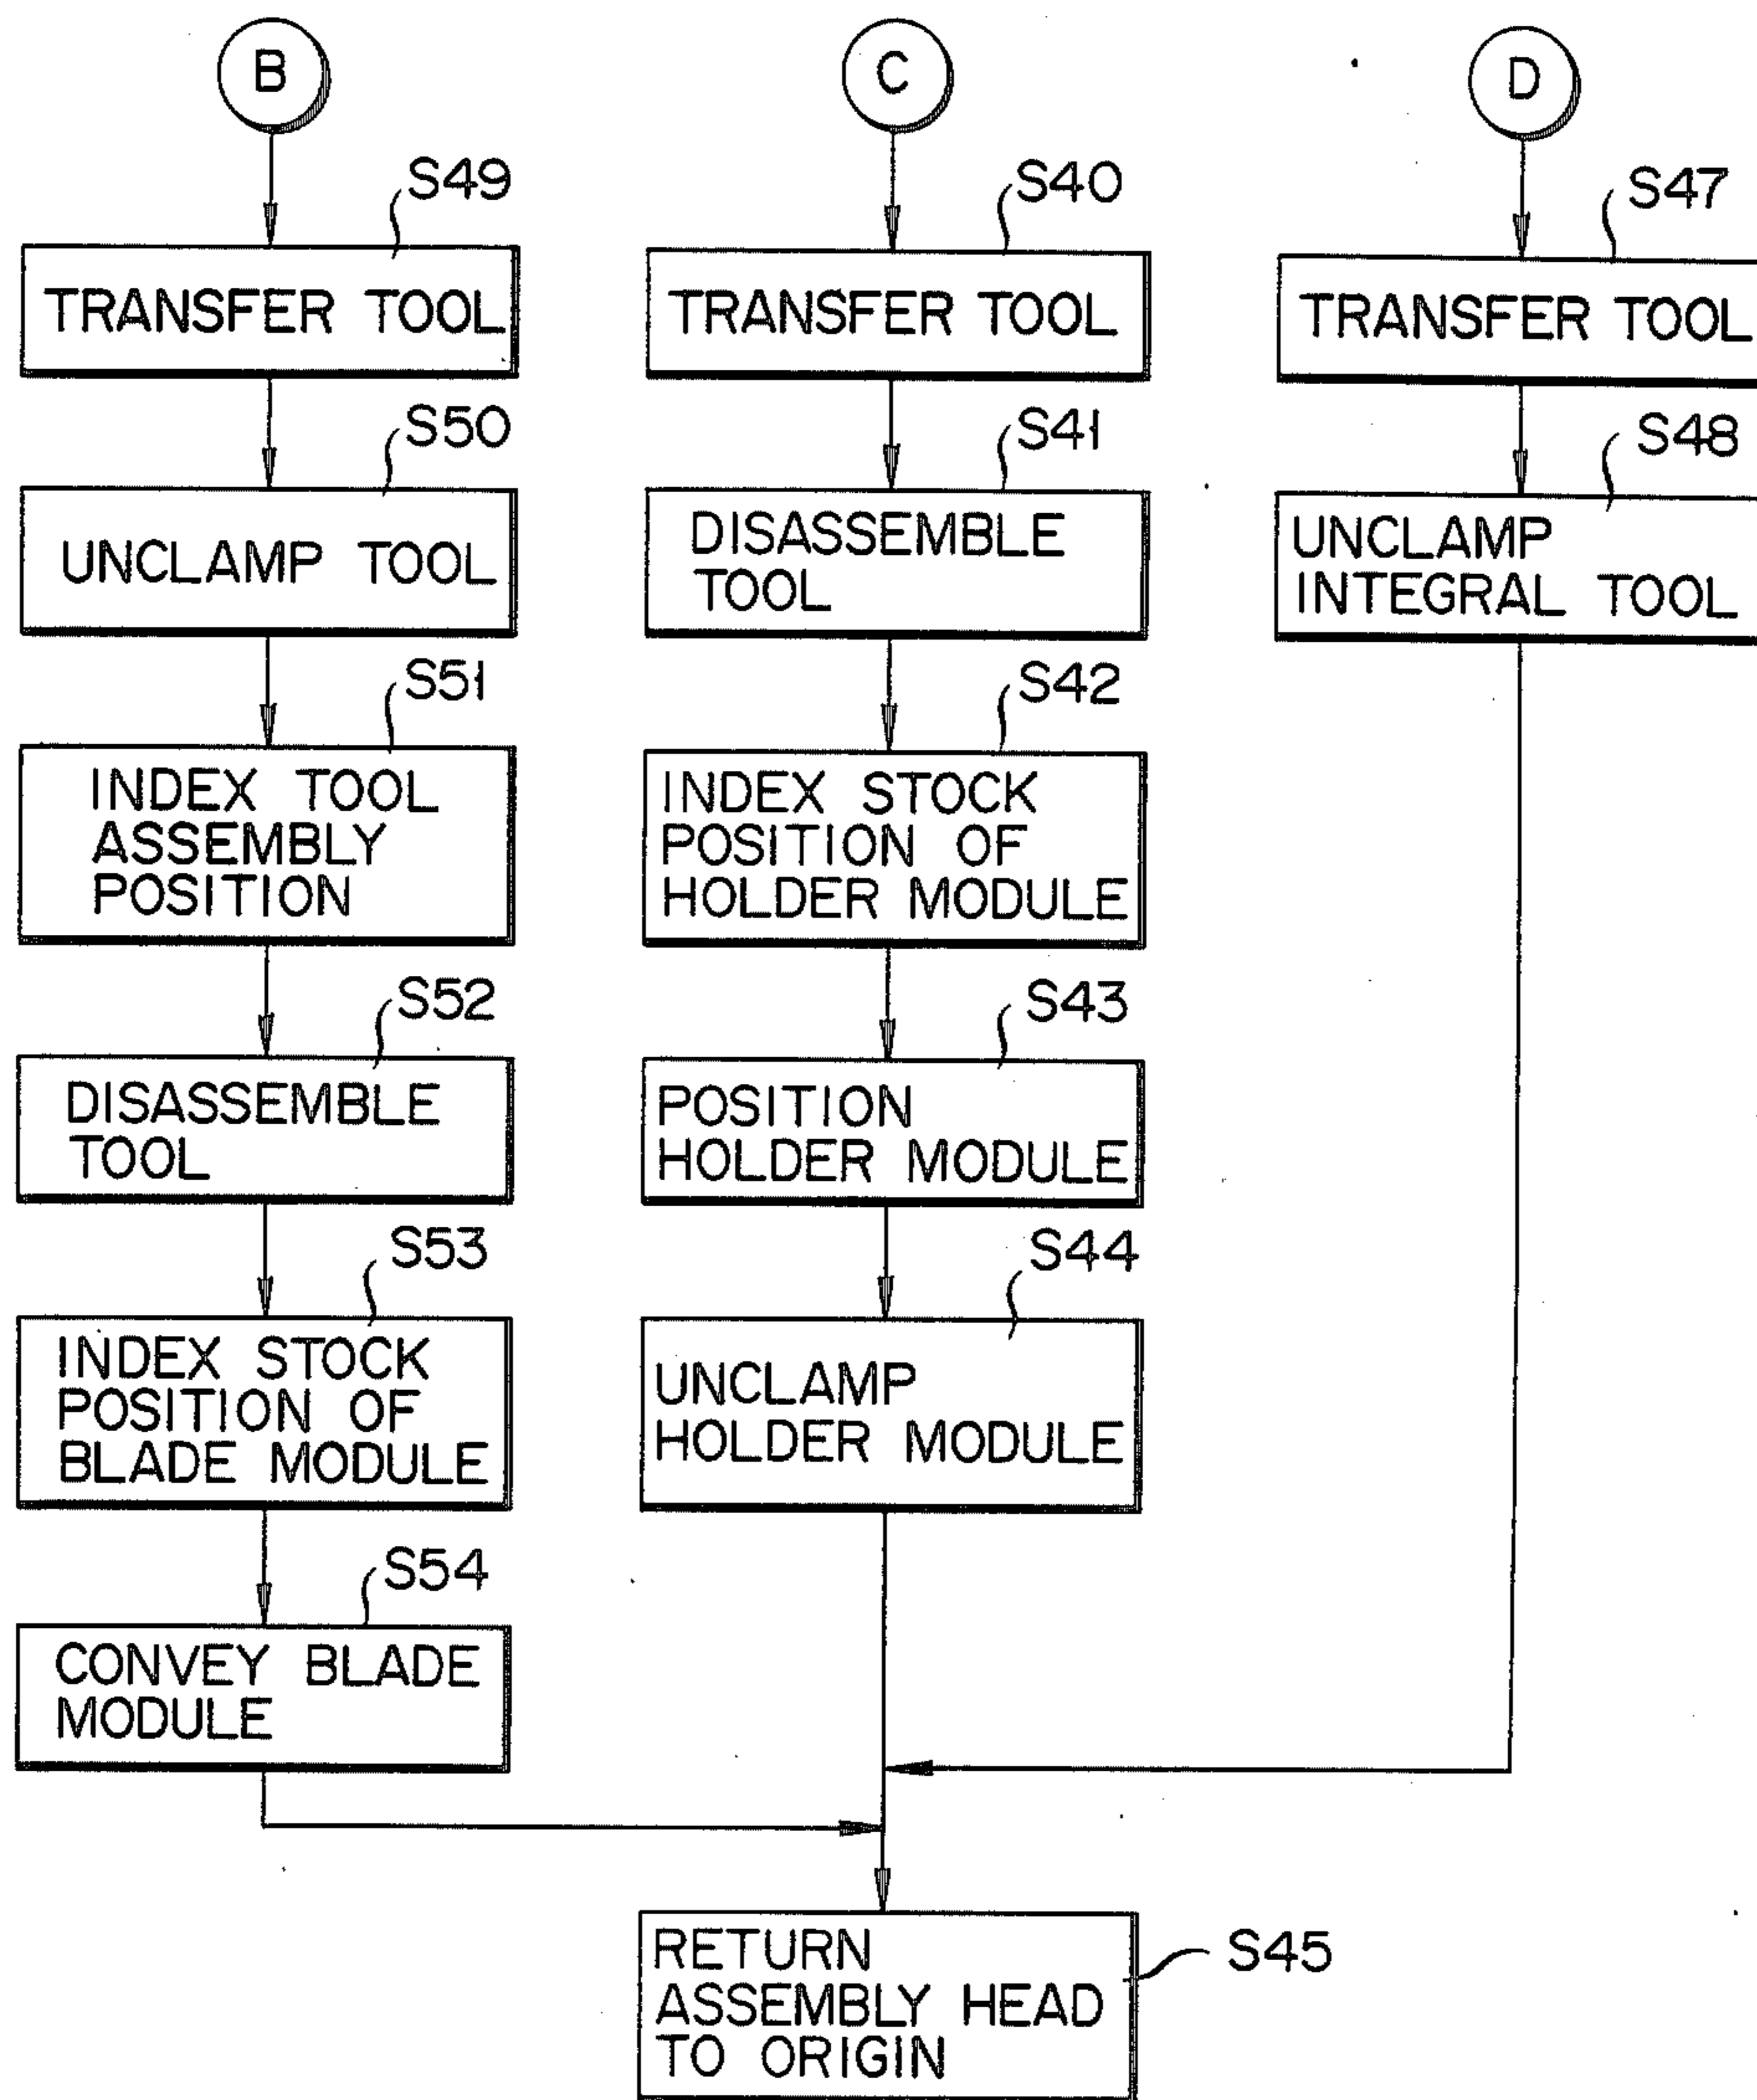 B
S49
TRANSFER TOOL
S50
UNCLAMP TOOL
S51
INDEX TOOL
ASSEMBLY
POSITION
S52
DISASSEMBLE
TOOL
S53
INDEX STOCK
POSITION OF
BLADE MODULE
S54
CONVEY BLADE
MODULE
C
S40
TRANSFER TOOL
S41
DISASSEMBLE
TOOL
S42
INDEX STOCK
POSITION OF
HOLDER MODULE
S43
POSITION
HOLDER MODULE
S44
UNCLAMP
HOLDER MODULE
D
S47
TRANSFER TOOL
S48
UNCLAMP
INTEGRAL TOOL
RETURN
ASSEMBLY HEAD
TO ORIGIN
S45